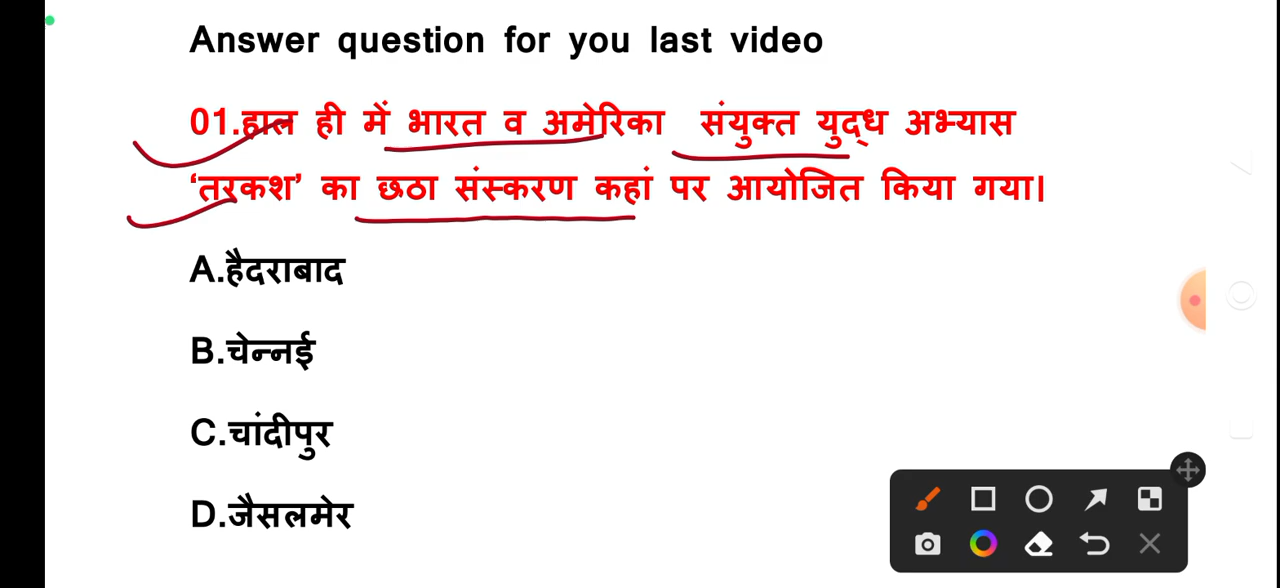 Answer question for you last video
01.हाल ही में भारत व अमेरिका संयुक्त युद्ध अभ्यास
‘तरकश’ का छठा संस्करण कहां पर आयोजित किया गया।
A.हैदराबाद
B.चेन्नई
C.चांदीपुर
D.जैसलमेर